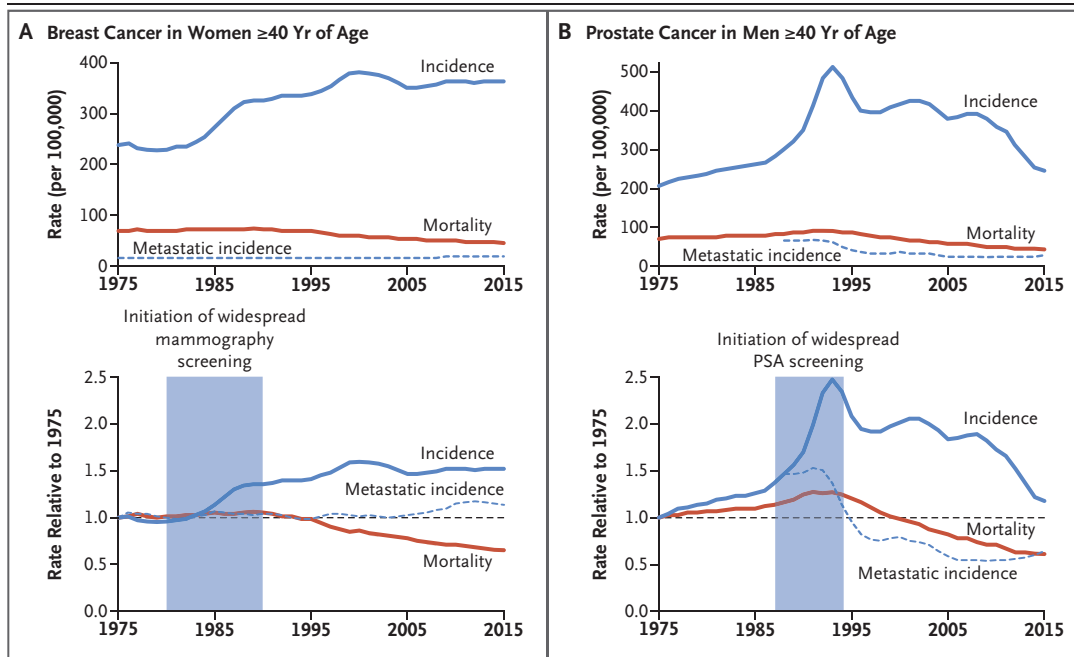 A Breast Cancer in Women ≥40 Yr of Age
400
300
200
100
0
Rate (per 100,000)
Incidence
Mortality
Metastatic incidence
1975
1985
1995
2005
2015
Initiation of widespread
mammography
screening
2.5
2.0
1.5
1.0
0.5
0.0
Rate Relative to 1975
Incidence
Metastatic incidence
Mortality
1975
1985
1995
2005
2015
B Prostate Cancer in Men ≥40 Yr of Age
500
400
300
200
100
0
Rate (per 100,000)
Incidence
Mortality
Metastatic incidence
1975
1985
1995
2005
2015
Initiation of widespread
PSA screening
2.5
2.0
1.5
1.0
0.5
0.0
Rate Relative to 1975
Incidence
Mortality
Metastatic incidence
1975
1985
1995
2005
2015